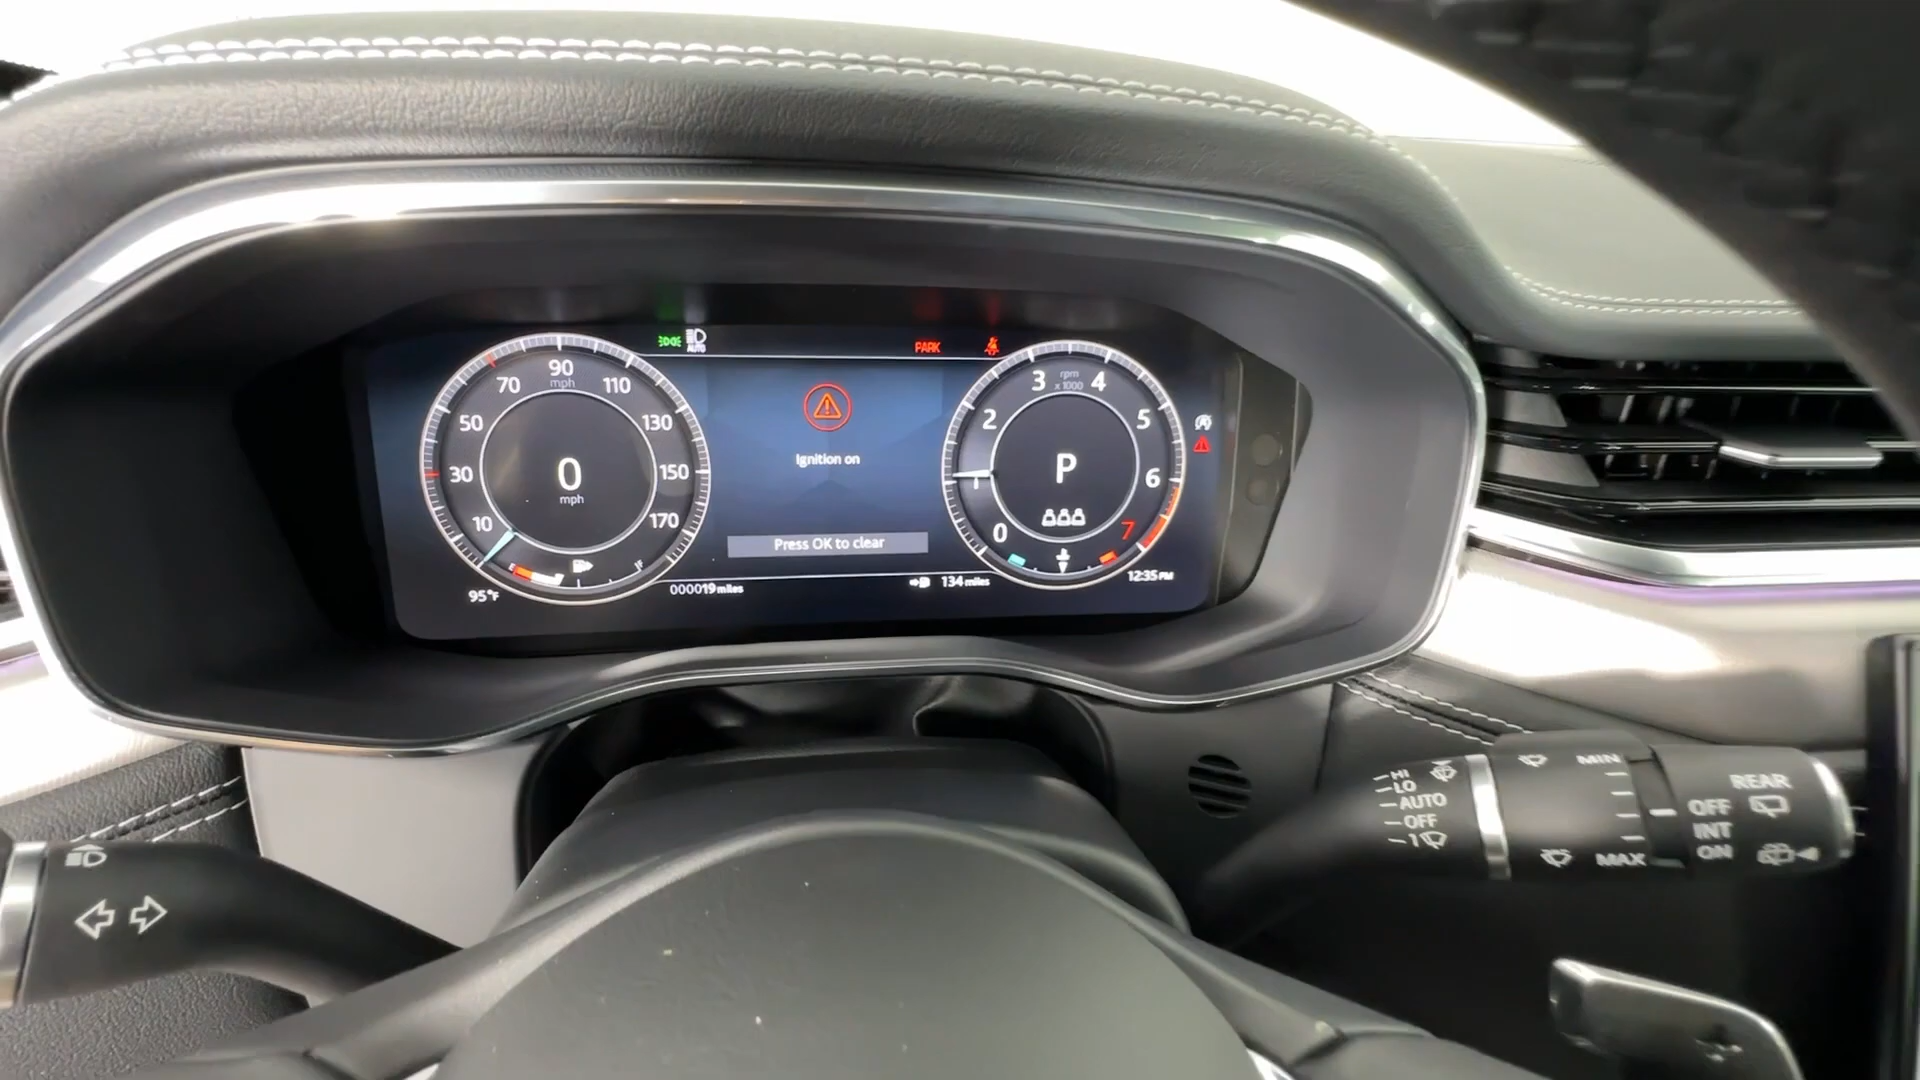 AUTO
PARK
90
mph
70
110
50
130
30
150
10
170
0
mph
E
F
95°F
000019 miles
Ignition on
Press OK to clear
134 miles
3
rpm
x 1000
4
2
5
1
6
0
7
P
12:35 PM
HI
LO
AUTO
OFF
1
MIN
MAX
REAR
OFF
INT
ON